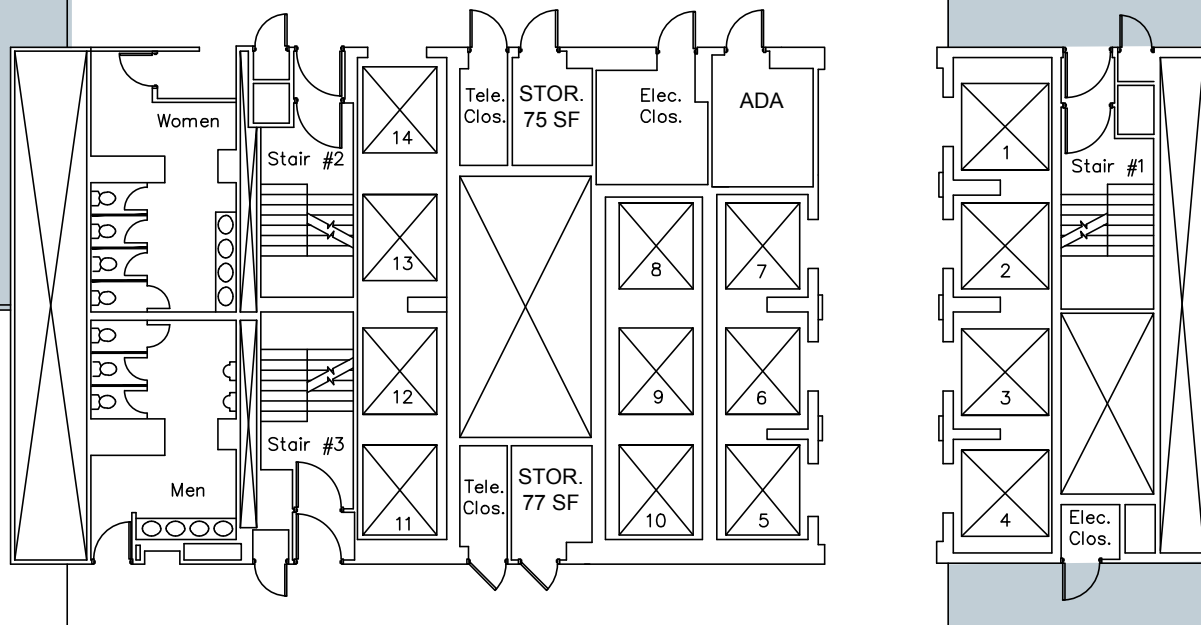 Women
Stair #2
14
Tele.
Clos.
STOR.
75 SF
Elec.
Clos.
ADA
1
Stair #1
13
8
7
2
12
9
6
3
Stair #3
Men
11
Tele.
Clos.
STOR.
77 SF
10
5
4
Elec.
Clos.